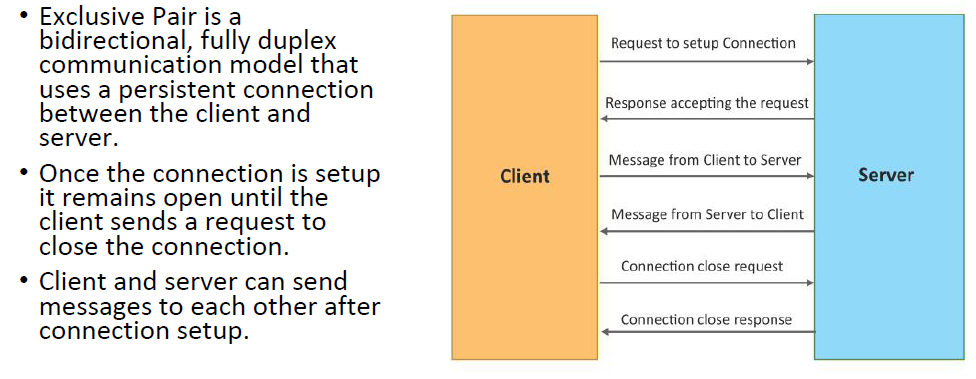 • Exclusive Pair is a
bidirectional, fully duplex
communication model that
uses a persistent connection
between the client and
server.
• Once the connection is setup
it remains open until the
client sends a request to
close the connection.
• Client and server can send
messages to each other after
connection setup.
Request to setup Connection
Response accepting the request
Message from Client to Server
Client
Server
Message from Server to Client
Connection close request
Connection close response